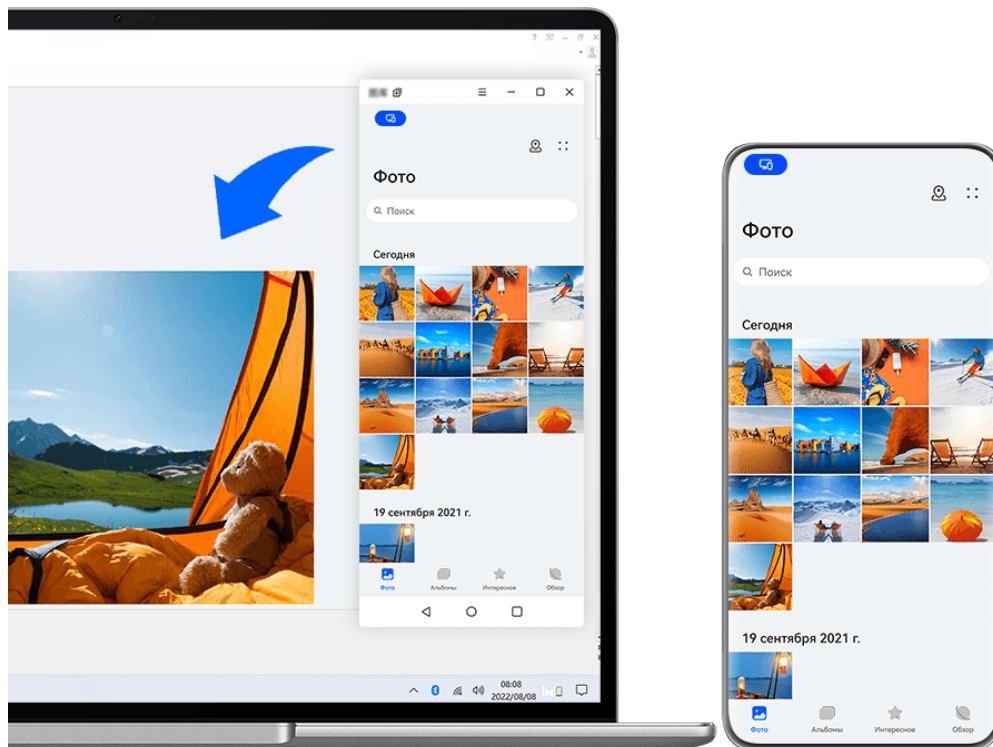 Фото
Поиск
Сегодня
19 сентября 2021 г.
Фото Альбомы Интересное Обзор
08:08
2022/08/08
Фото
Поиск
Сегодня
19 сентября 2021 г.
Фото Альбомы Интересное Обзор